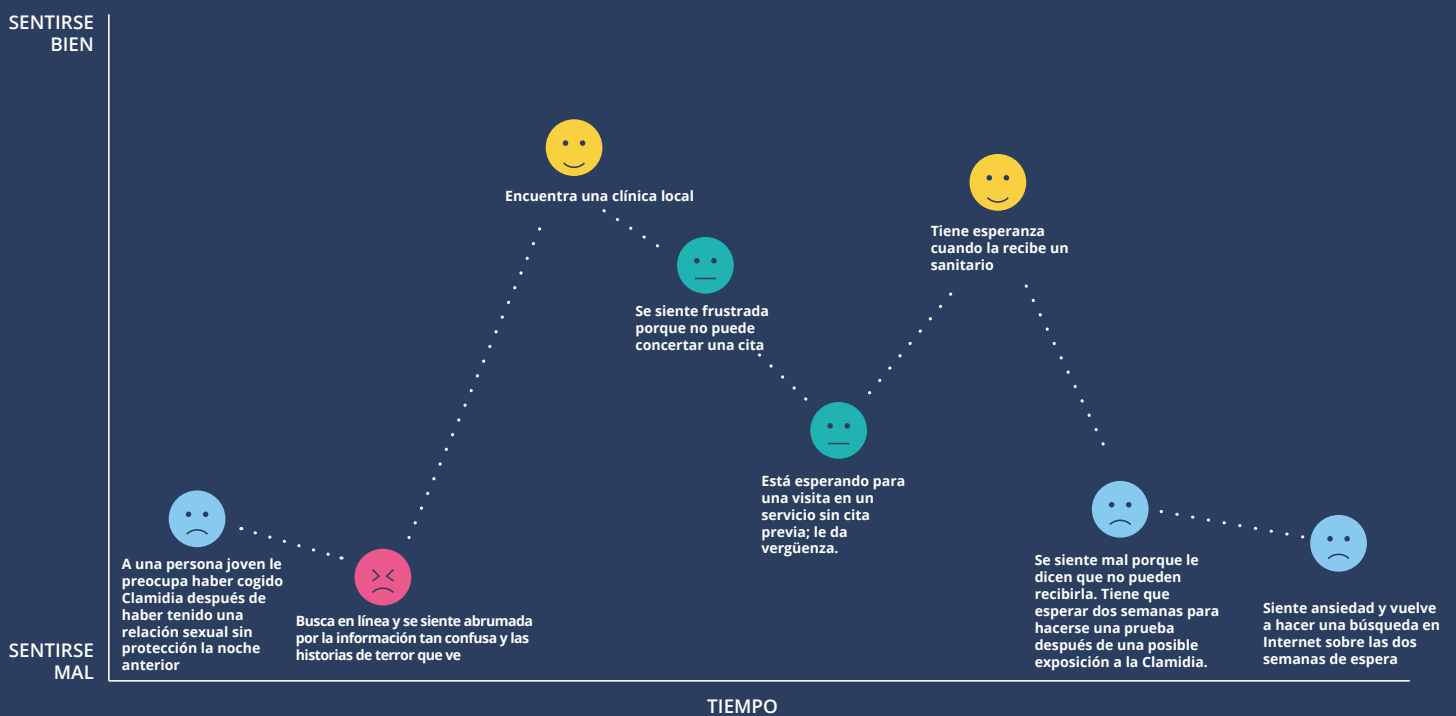 SENTIRSE
BIEN
Encuentra una clínica local
Se siente frustrada
porque no puede
concertar una cita
Tiene esperanza
cuando la recibe un
sanitario
A una persona joven le
preocupa haber cogido
Clamidia después de
haber tenido una
relación sexual sin
protección la noche
anterior
Busca en línea y se siente abrumada
por la información tan confusa y las
historias de terror que ve
Está esperando para
una visita en un
servicio sin cita
previa; le da
vergüenza.
Se siente mal porque le
dicen que no pueden
recibirla. Tiene que
esperar dos semanas para
hacerse una prueba
después de una posible
exposición a la Clamidia.
Siente ansiedad y vuelve
a hacer una búsqueda en
Internet sobre las dos
semanas de espera
SENTIRSE
MAL
TIEMPO